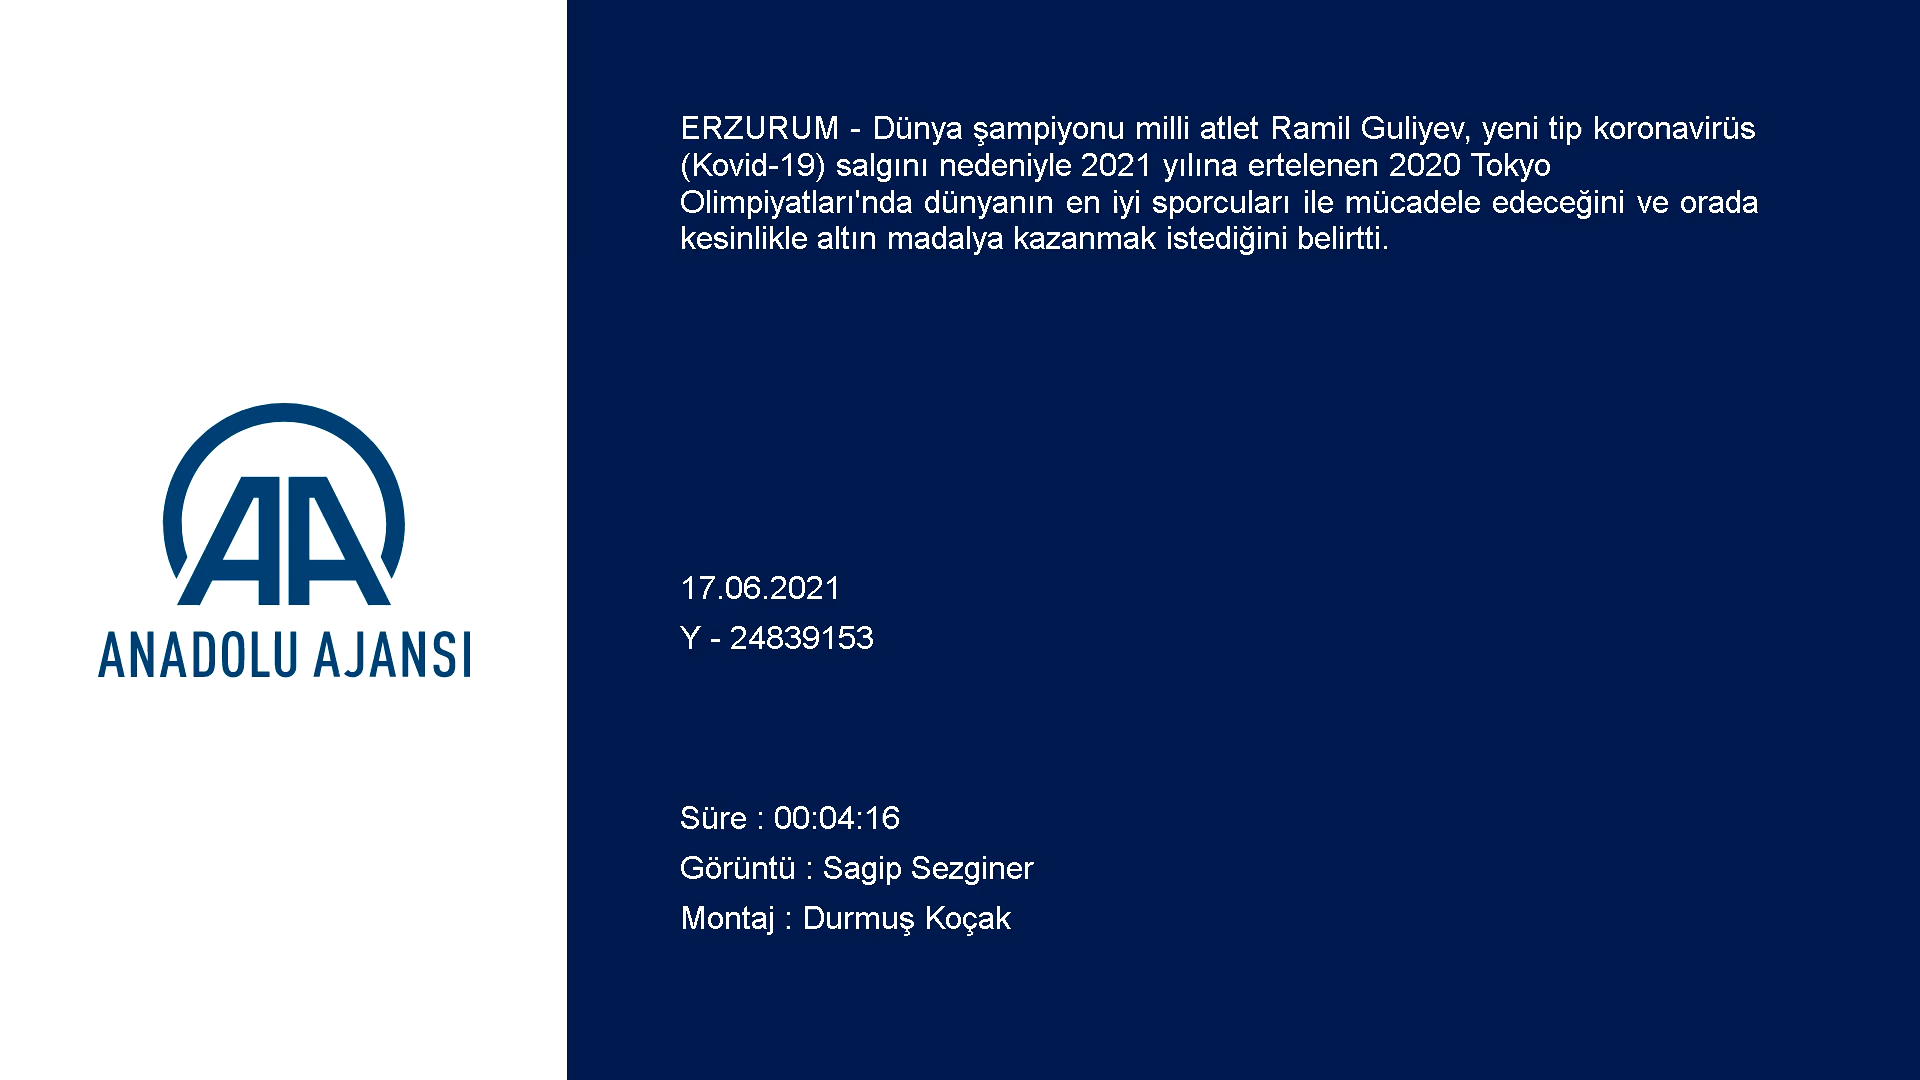 ERZURUM - Dünya şampiyonu milli atlet Ramil Guliyev, yeni tip koronavirüs
(Kovid-19) salgını nedeniyle 2021 yılına ertelenen 2020 Tokyo
Olimpiyatları'nda dünyanın en iyi sporcuları ile mücadele edeceğini ve orada
kesinlikle altın madalya kazanmak istediğini belirtti.
AA
ANADOLU AJANSI
17.06.2021
Y - 24839153
Süre : 00:04:16
Görüntü : Sagip Sezginer
Montaj : Durmuş Koçak